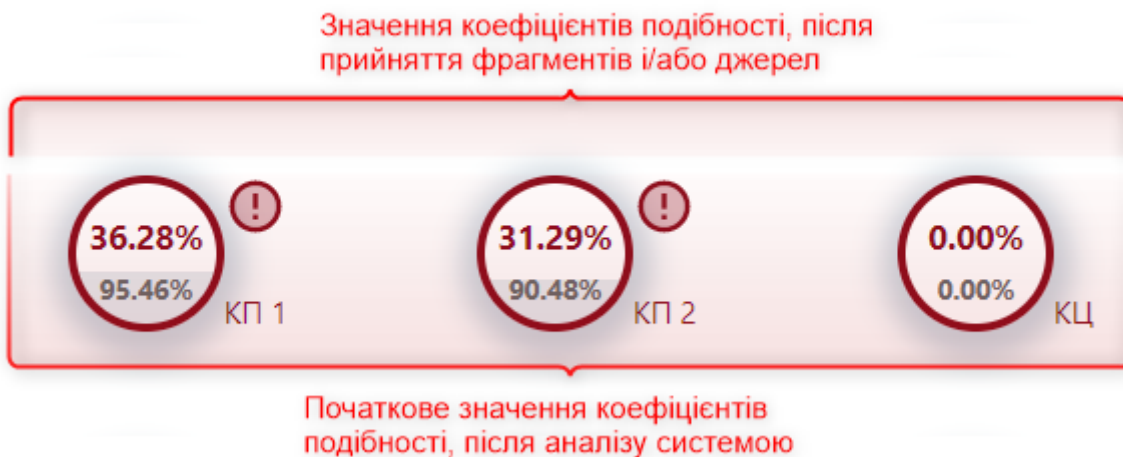 Значення коефіцієнтів подібності, після
прийняття фрагментів і/або джерел
36.28%
95.46%
КП 1
!
31.29%
90.48%
КП 2
!
0.00%
0.00%
КЦ
Початкове значення коефіцієнтів
подібності, після аналізу системою